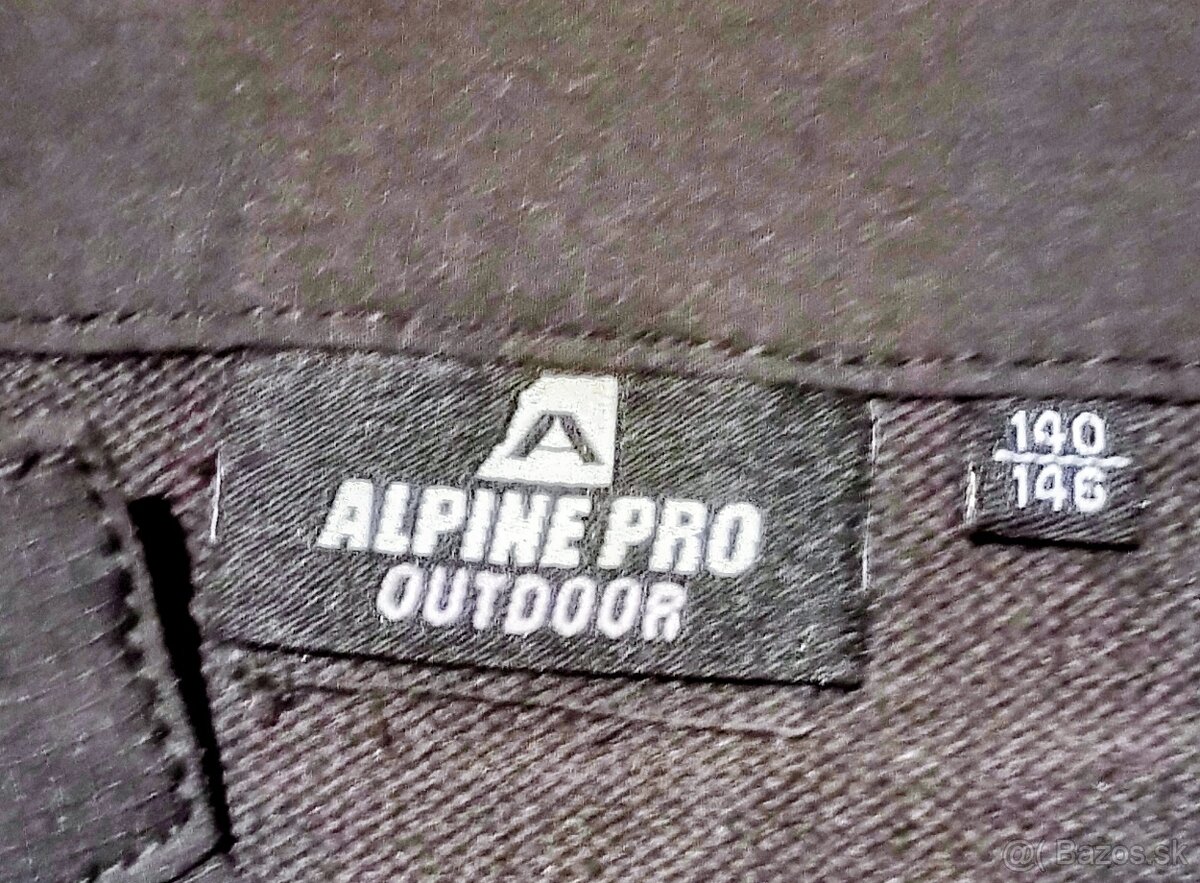 ALPINE PRO
OUTDOOR
140
146
@( Bazos.sk